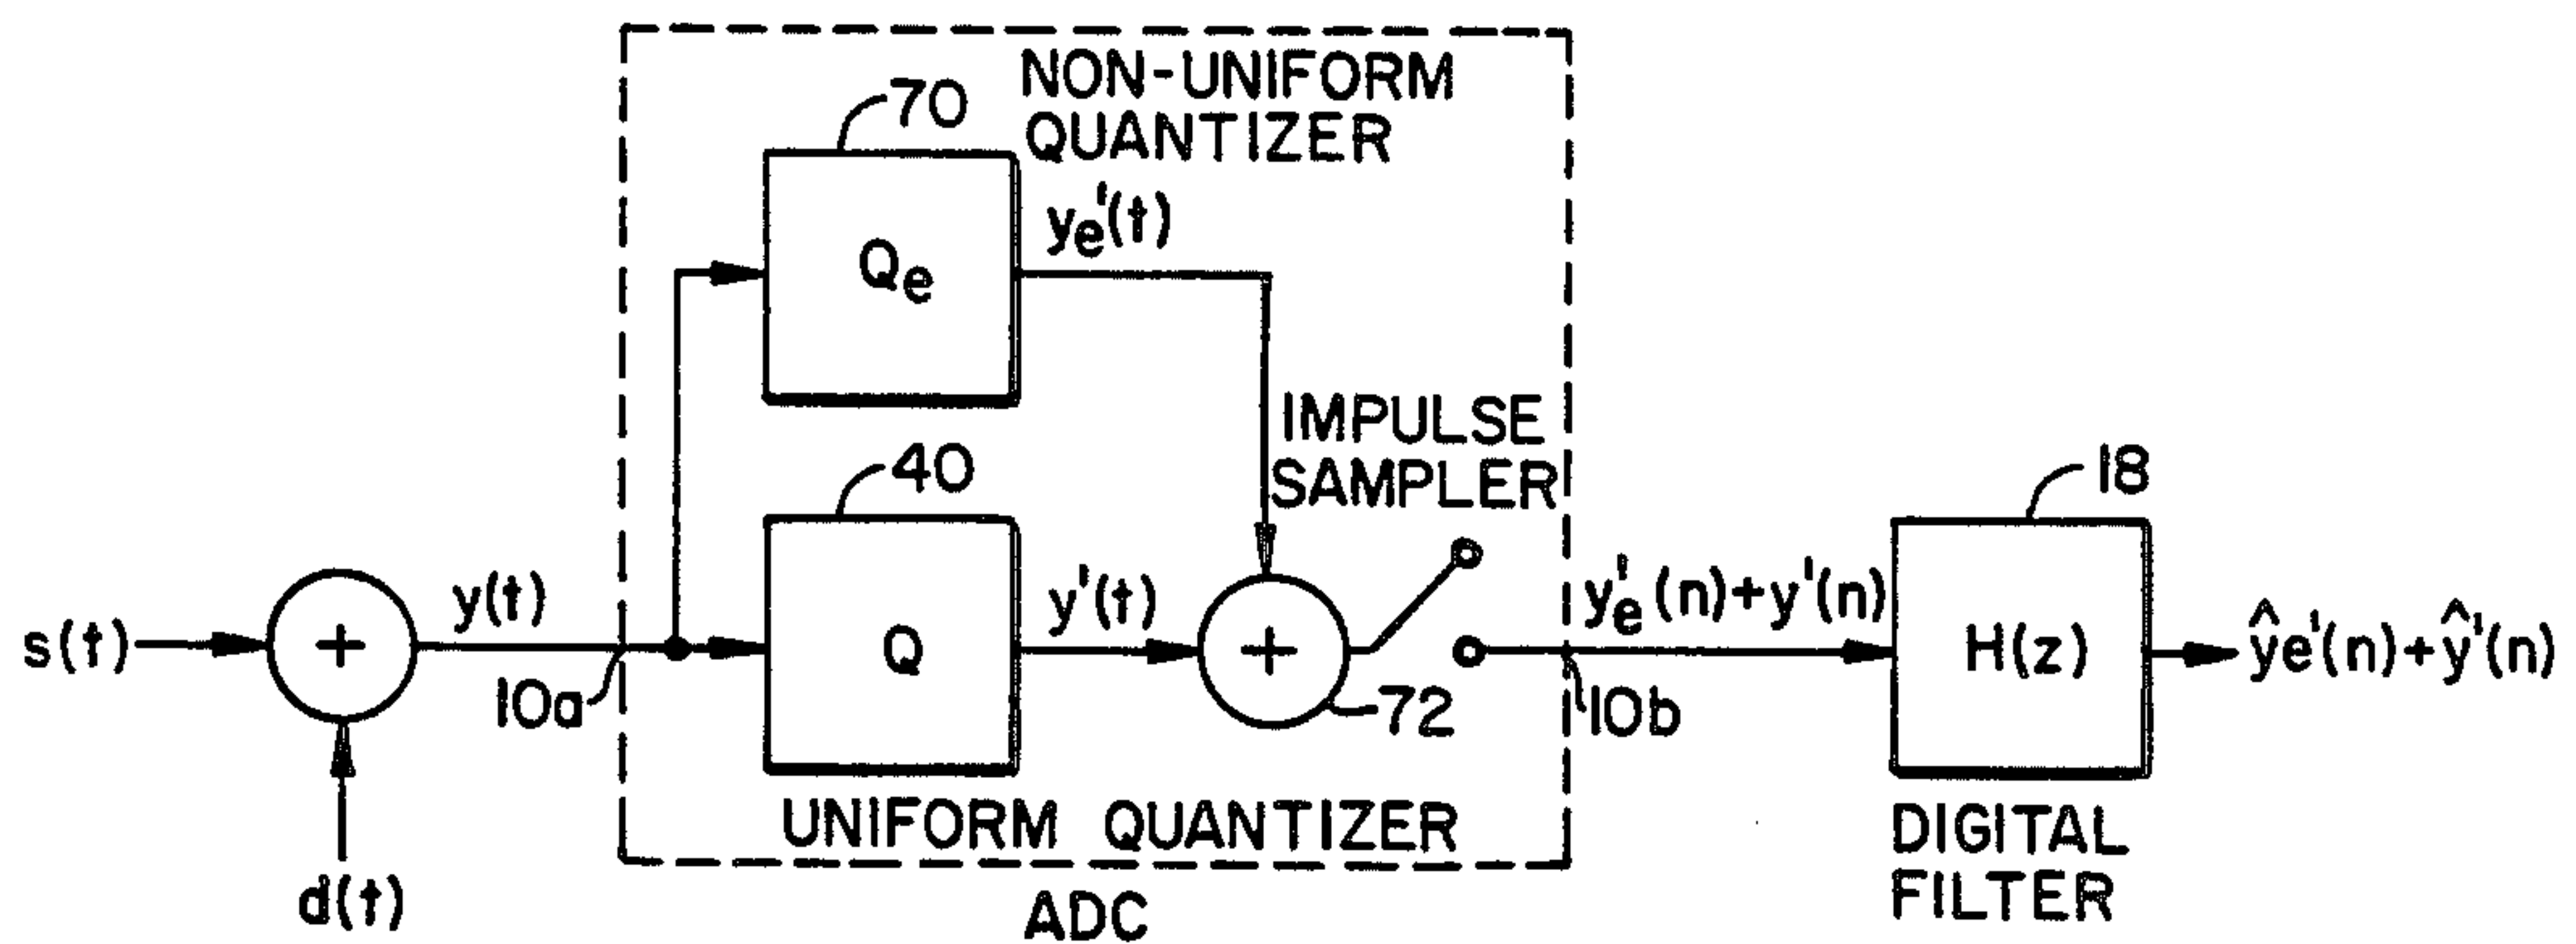 NON-UNIFORM
QUANTIZER
70
Qe
ye'(t)
IMPULSE
SAMPLER
40
Q
y'(t)
UNIFORM QUANTIZER
ADC
s(t)
+
d(t)
y(t)
10a
+
72
10b
y'e(n)+y'(n)
18
H(z)
DIGITAL
FILTER
ŷe'(n)+ŷ'(n)